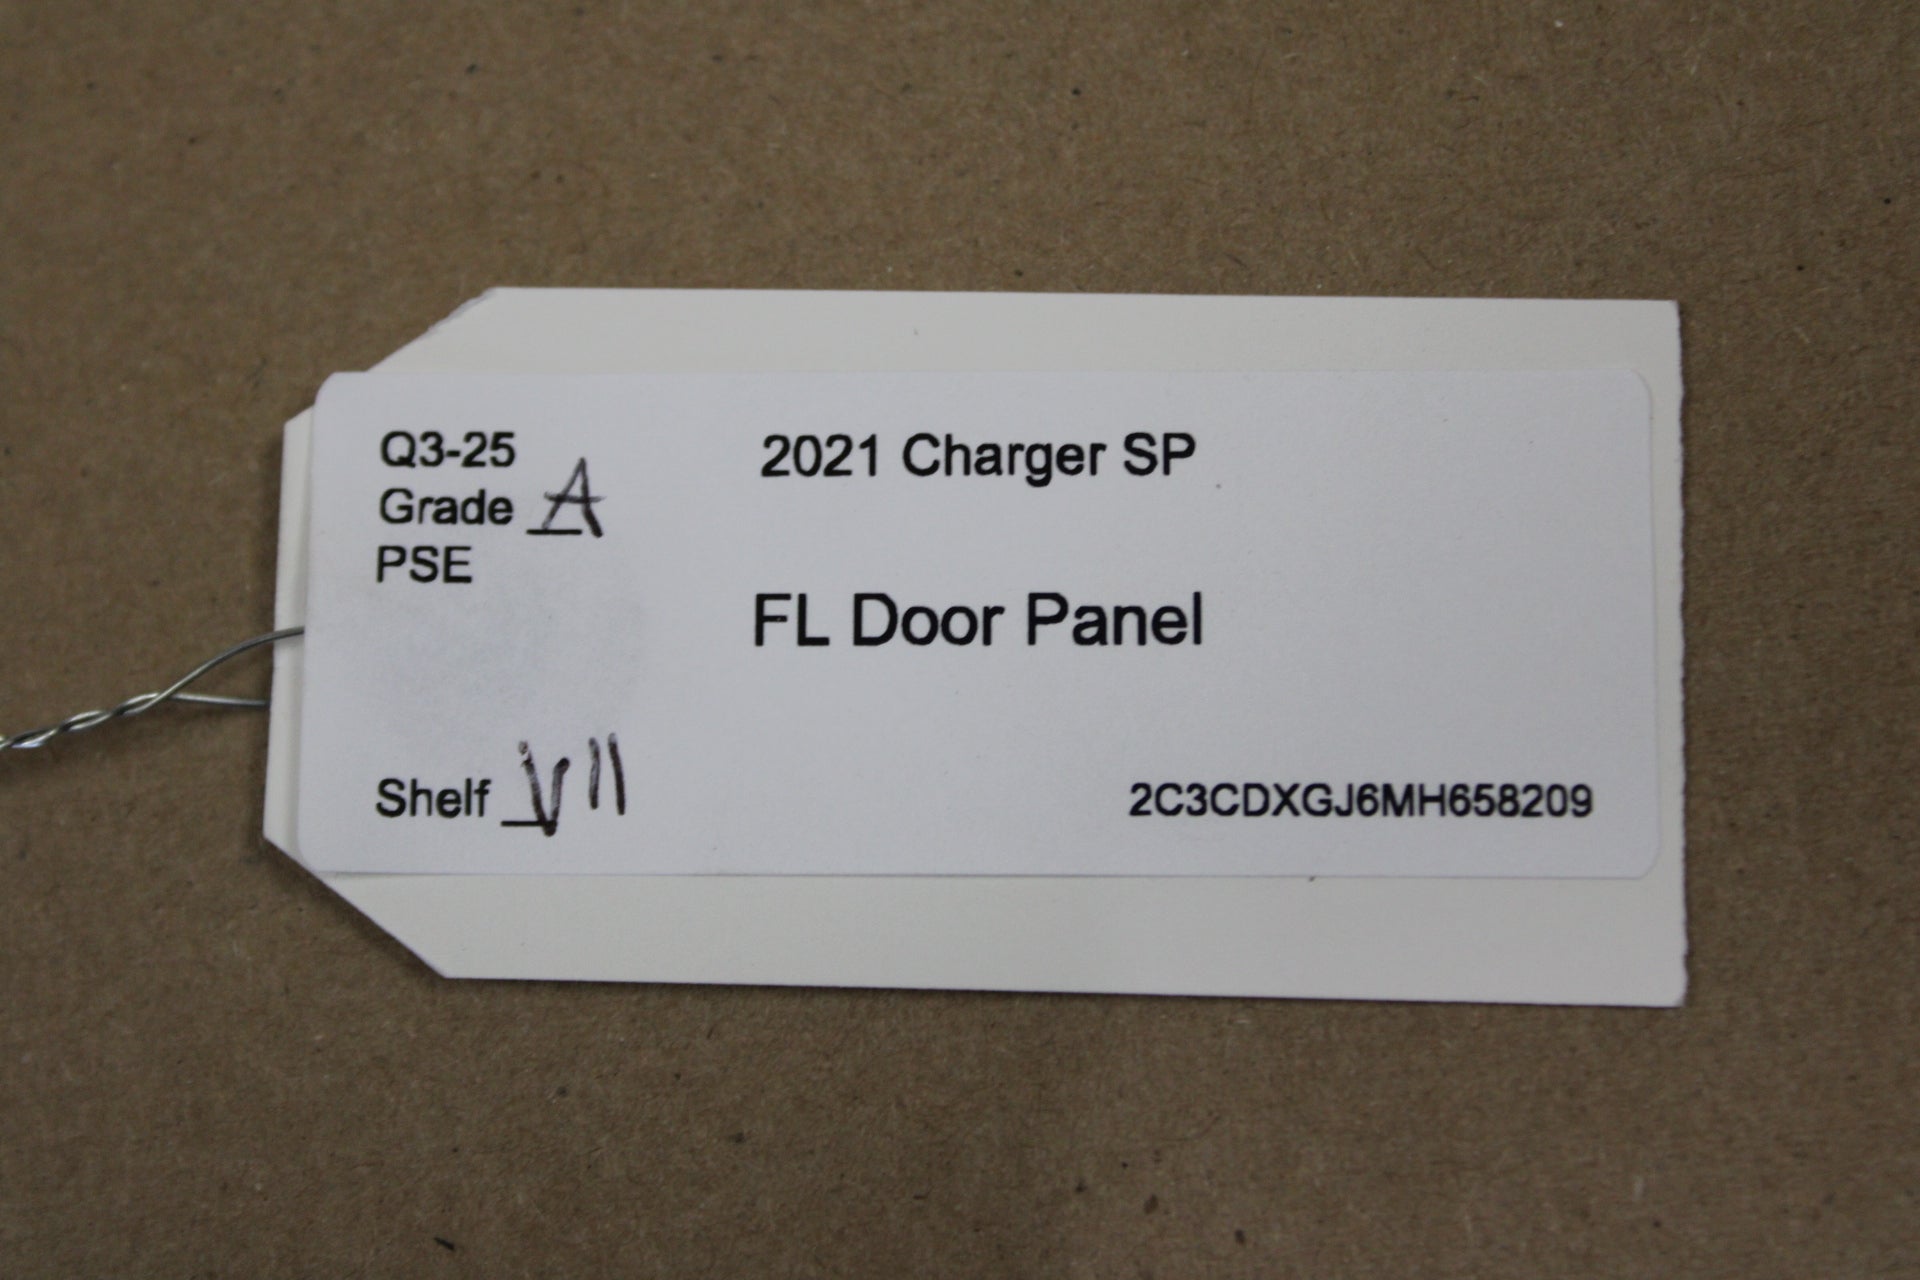 Q3-25
Grade A
PSE
2021 Charger SP
FL Door Panel
Shelf V11
2C3CDXGJ6MH658209